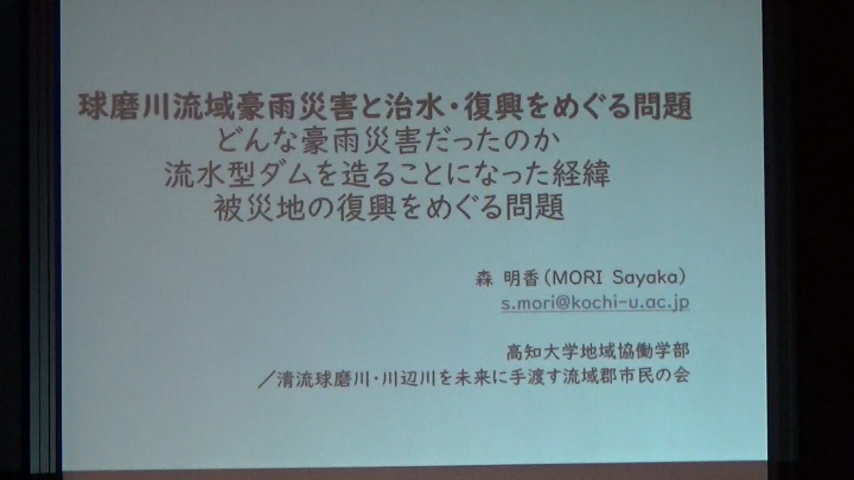 球磨川流域豪雨災害と治水・復興をめぐる問題
どんな豪雨災害だったのか
流水型ダムを造ることになった経緯
被災地の復興をめぐる問題
森 明香（MORI Sayaka）
s.mori@kochi-u.ac.jp
高知大学地域協働学部
／清流球磨川・川辺川を未来に手渡す流域郡市民の会